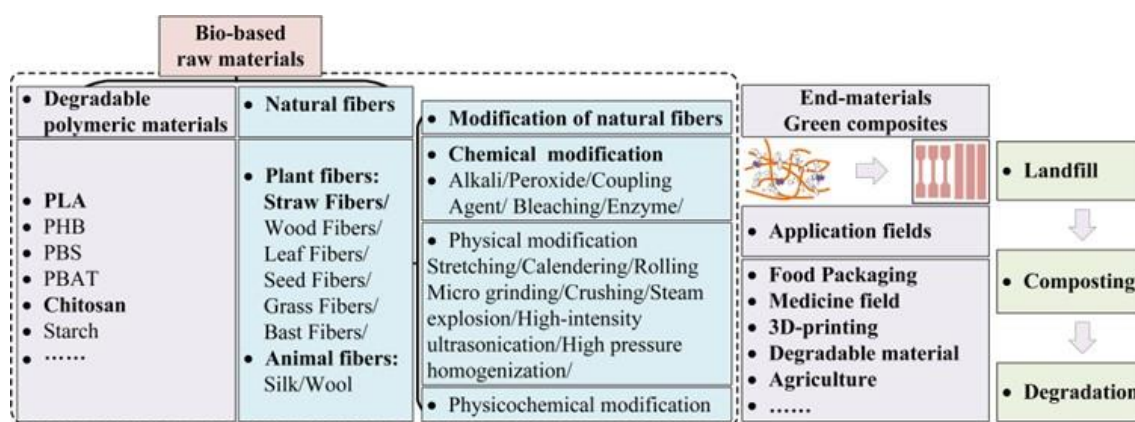 Bio-based
raw materials
• Degradable
polymeric materials
• PLA
• PHB
• PBS
• PBAT
• Chitosan
• Starch
• ……
• Natural fibers
• Plant fibers:
Straw Fibers/
Wood Fibers/
Leaf Fibers/
Seed Fibers/
Grass Fibers/
Bast Fibers/
• Animal fibers:
Silk/Wool
• Modification of natural fibers
• Chemical modification
• Alkali/Peroxide/Coupling
Agent/ Bleaching/Enzyme/
• Physical modification
Stretching/Calendering/Rolling
Micro grinding/Crushing/Steam
explosion/High-intensity
ultrasonication/High pressure
homogenization/
• Physicochemical modification
End-materials
Green composites
• Application fields
• Food Packaging
• Medicine field
• 3D-printing
• Degradable material
• Agriculture
• ……
• Landfill
• Composting
• Degradation